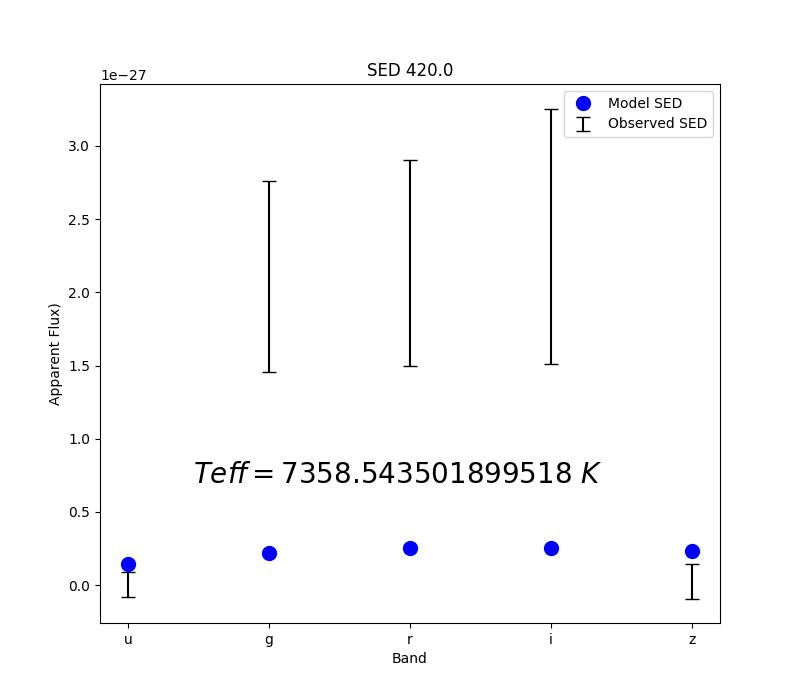 SED 420.0
1e−27
Model SED
Observed SED
3.0
2.5
2.0
1.5
1.0
0.5
0.0
Apparent Flux)
Teff = 7358.543501899518 K
u g r i z
Band